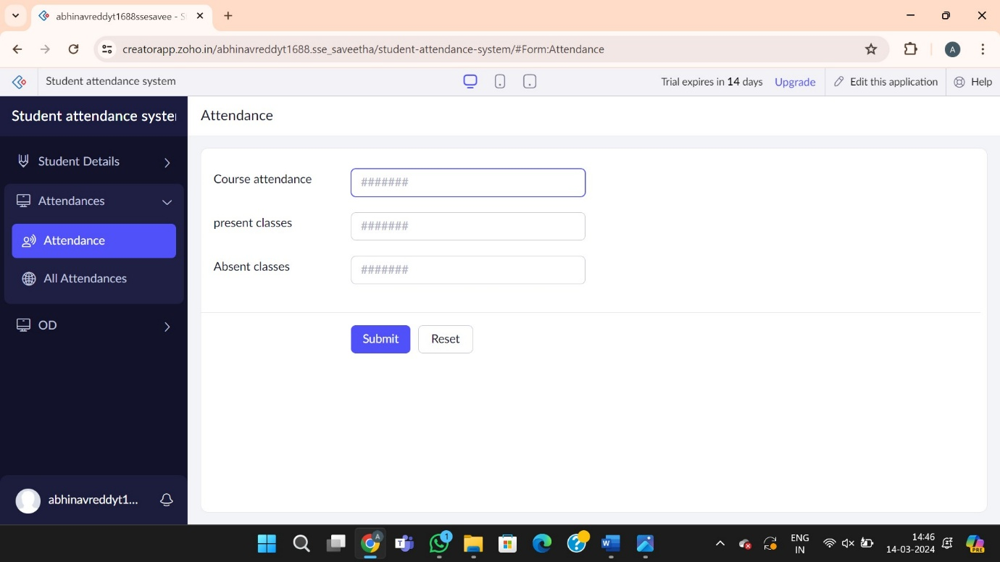 abhinavreddyt1688ssesavee - S
creatorapp.zoho.in/abhinavreddyt1688.sse_saveetha/student-attendance-system/#Form:Attendance
A
Student attendance system
Trial expires in 14 days
Upgrade
Edit this application
Help
Student attendance syste
Attendance
Student Details
Attendances
Attendance
All Attendances
OD
Course attendance
#######
present classes
#######
Absent classes
#######
Submit
Reset
abhinavreddyt1...
A
T
1
?
W
ENG
IN
14:46
14-03-2024
PRE